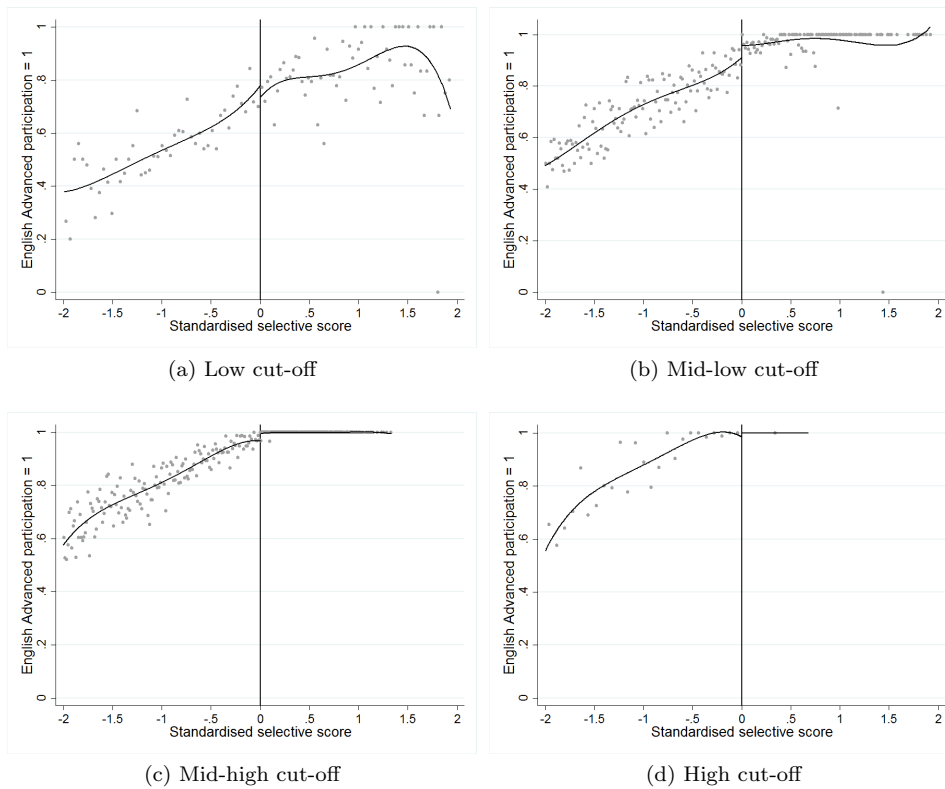 English Advanced participation = 1
0 .2 .4 .6 .8 1
-2 -1.5 -1 -.5 0 .5 1 1.5 2
Standardised selective score
(a) Low cut-off
English Advanced participation = 1
0 .2 .4 .6 .8 1
-2 -1.5 -1 -.5 0 .5 1 1.5 2
Standardised selective score
(b) Mid-low cut-off
English Advanced participation = 1
0 .2 .4 .6 .8 1
-2 -1.5 -1 -.5 0 .5 1 1.5 2
Standardised selective score
(c) Mid-high cut-off
English Advanced participation = 1
0 .2 .4 .6 .8 1
-2 -1.5 -1 -.5 0 .5 1 1.5 2
Standardised selective score
(d) High cut-off